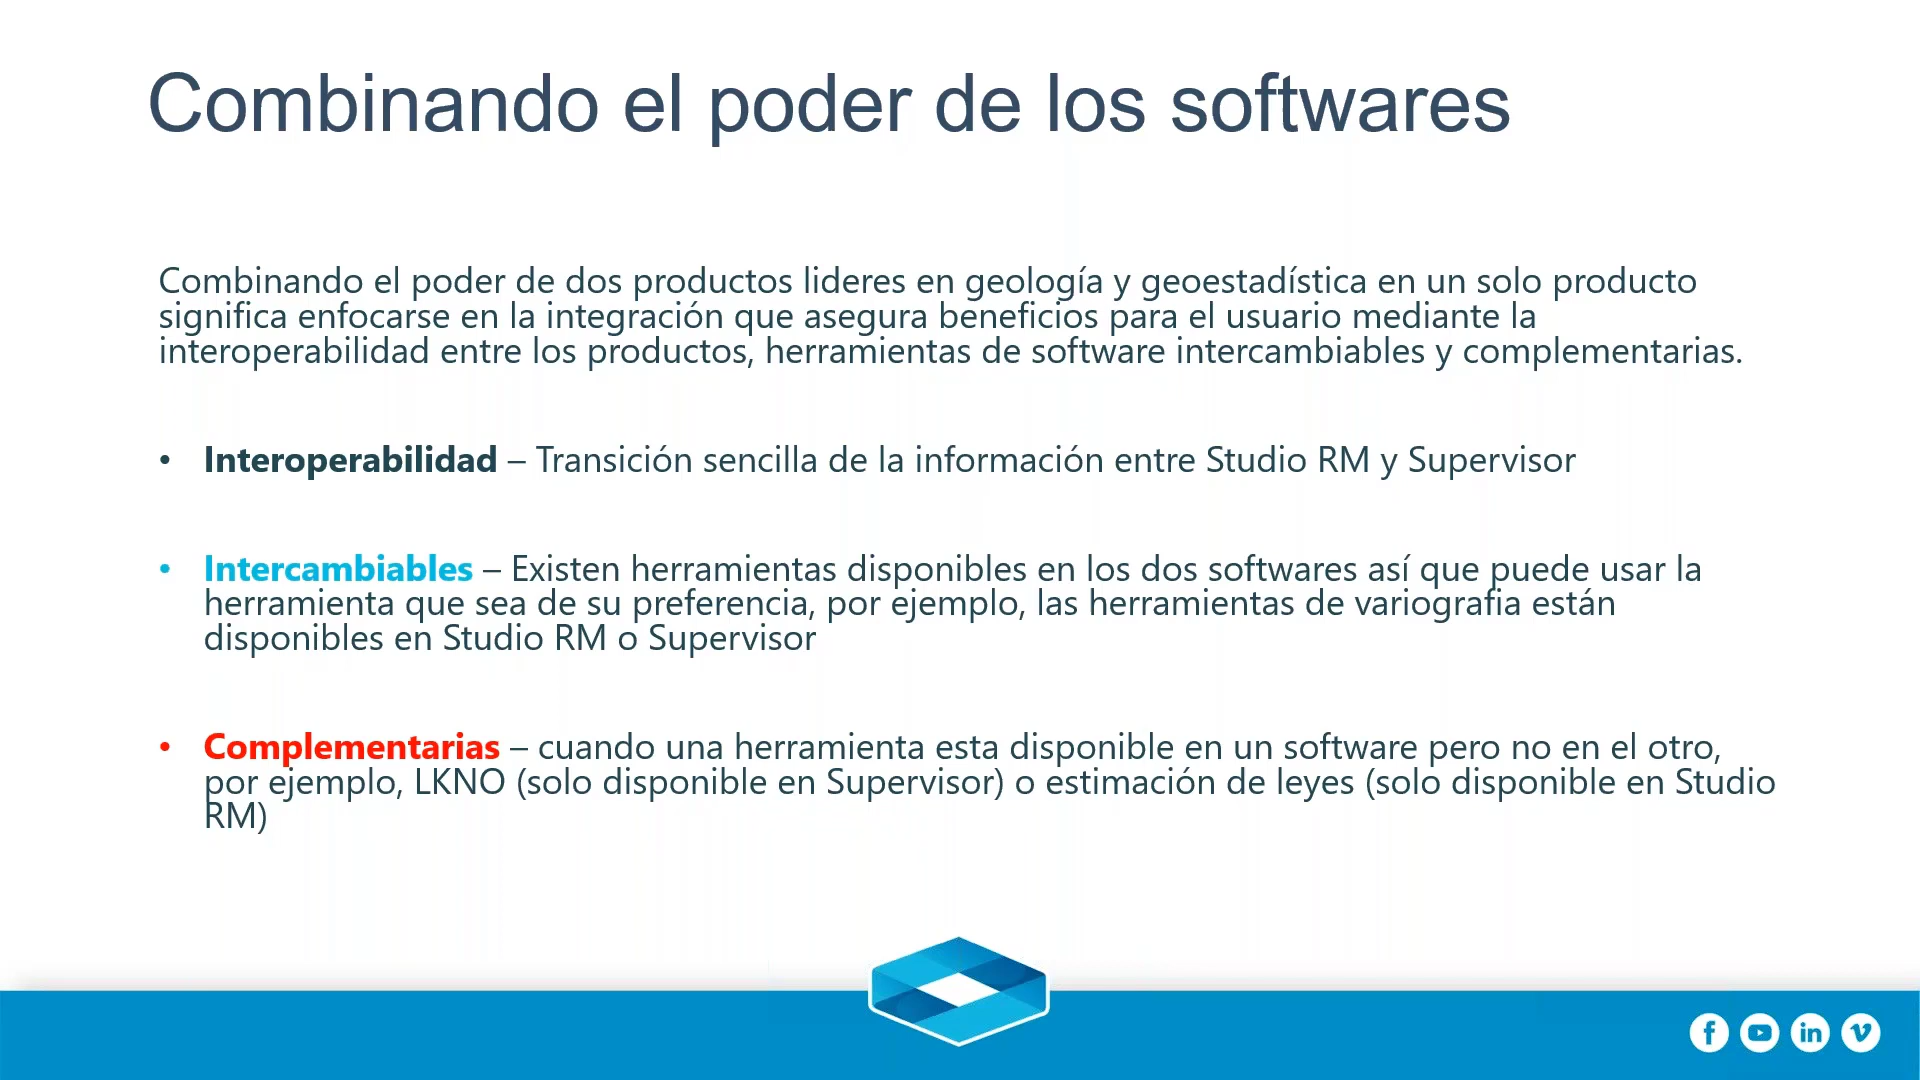 Combinando el poder de los softwares
Combinando el poder de dos productos lideres en geología y geoestadística en un solo producto
significa enfocarse en la integración que asegura beneficios para el usuario mediante la
interoperabilidad entre los productos, herramientas de software intercambiables y complementarias.
• Interoperabilidad – Transición sencilla de la información entre Studio RM y Supervisor
• Intercambiables – Existen herramientas disponibles en los dos softwares así que puede usar la
herramienta que sea de su preferencia, por ejemplo, las herramientas de variografia están
disponibles en Studio RM o Supervisor
• Complementarias – cuando una herramienta esta disponible en un software pero no en el otro,
por ejemplo, LKNO (solo disponible en Supervisor) o estimación de leyes (solo disponible en Studio
RM)